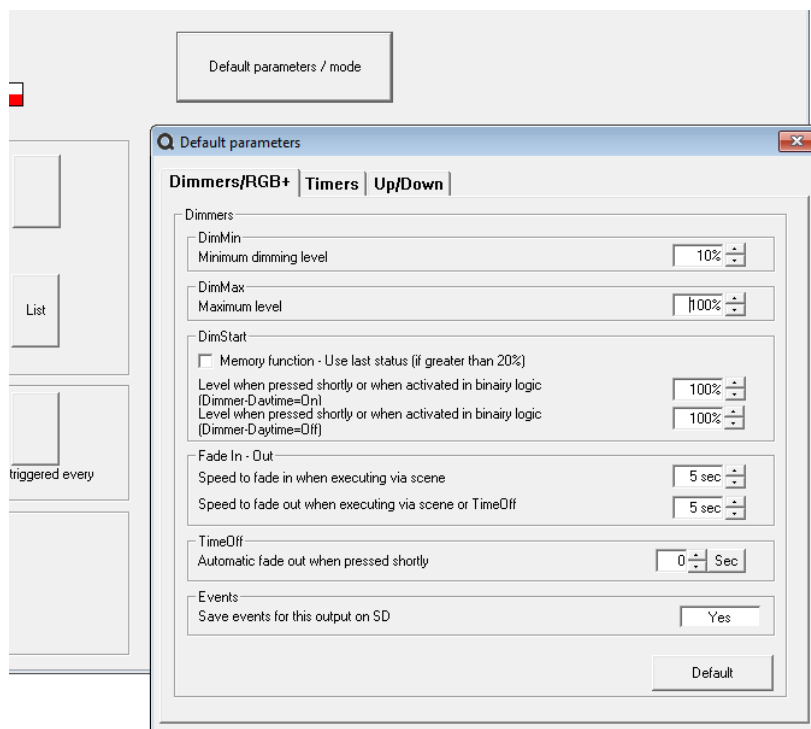 Default parameters / mode
List
triggered every
Default parameters
Dimmers/RGB+ Timers Up/Down
Dimmers
DimMin
Minimum dimming level 10%
DimMax
Maximum level 100%
DimStart
Memory function - Use last status (if greater than 20%)
Level when pressed shortly or when activated in binairy logic
(Dimmer-Daytime=On) 100%
Level when pressed shortly or when activated in binairy logic
(Dimmer-Daytime=Off) 100%
Fade In - Out
Speed to fade in when executing via scene 5 sec
Speed to fade out when executing via scene or TimeOff 5 sec
TimeOff
Automatic fade out when pressed shortly 0 Sec
Events
Save events for this output on SD Yes
Default